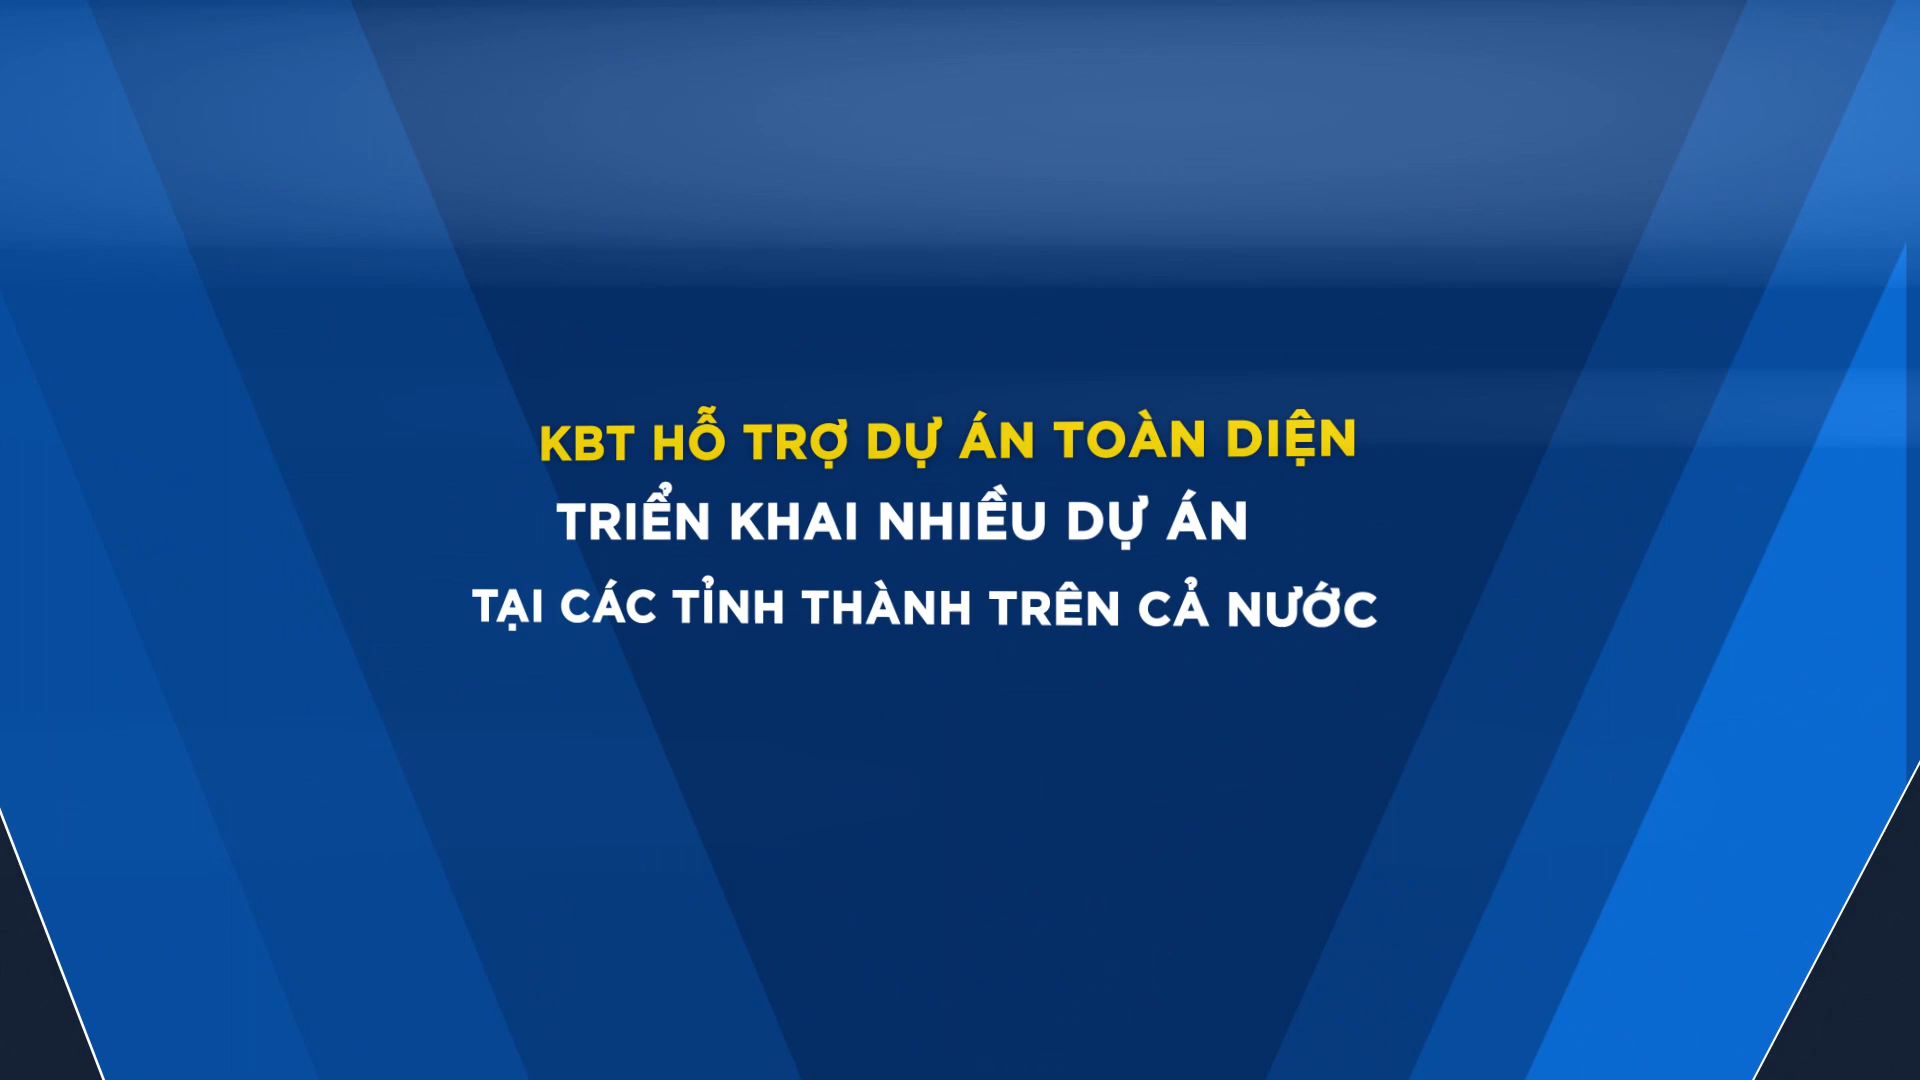 KBT HỖ TRỢ DỰ ÁN TOÀN DIỆN
TRIỂN KHAI NHIỀU DỰ ÁN
TẠI CÁC TỈNH THÀNH TRÊN CẢ NƯỚC